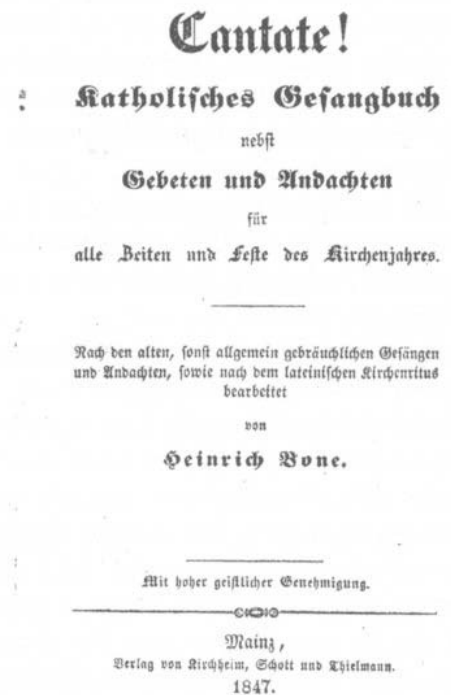 Cantate!
Katholisches Gesangbuch
nebst
Gebeten und Andachten
für
alle Zeiten und Feste des Kirchenjahres.
Nach den alten, sonst allgemein gebräuchlichen Gesängen
und Andachten, sowie nach dem lateinischen Kirchenritus
bearbeitet
von
Heinrich Bone.
Mit hoher geistlicher Genehmigung.
Mainz,
Verlag von Kirchheim, Schott und Thielmann.
1847.